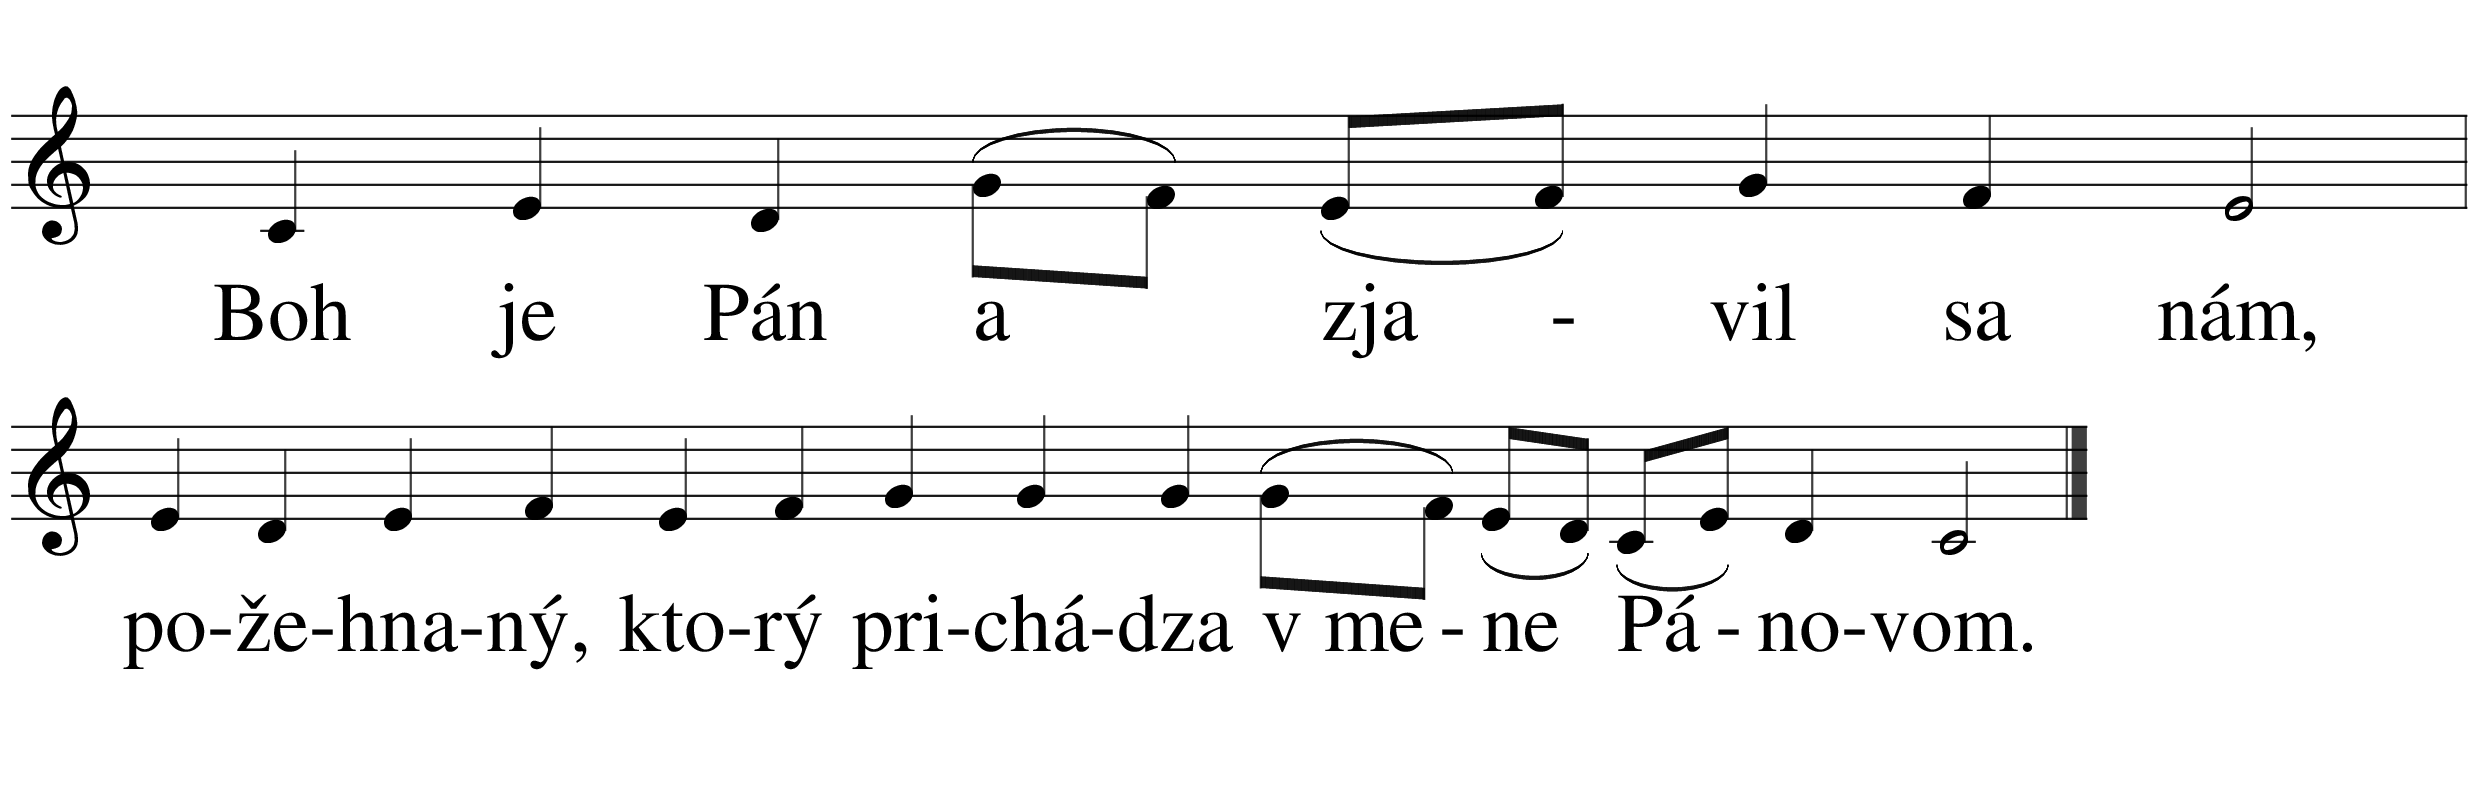 Boh je Pán a zja - vil sa nám,
po-že-hna-ný, kto-rý pri-chá-dza v me - ne Pá - no-vom.